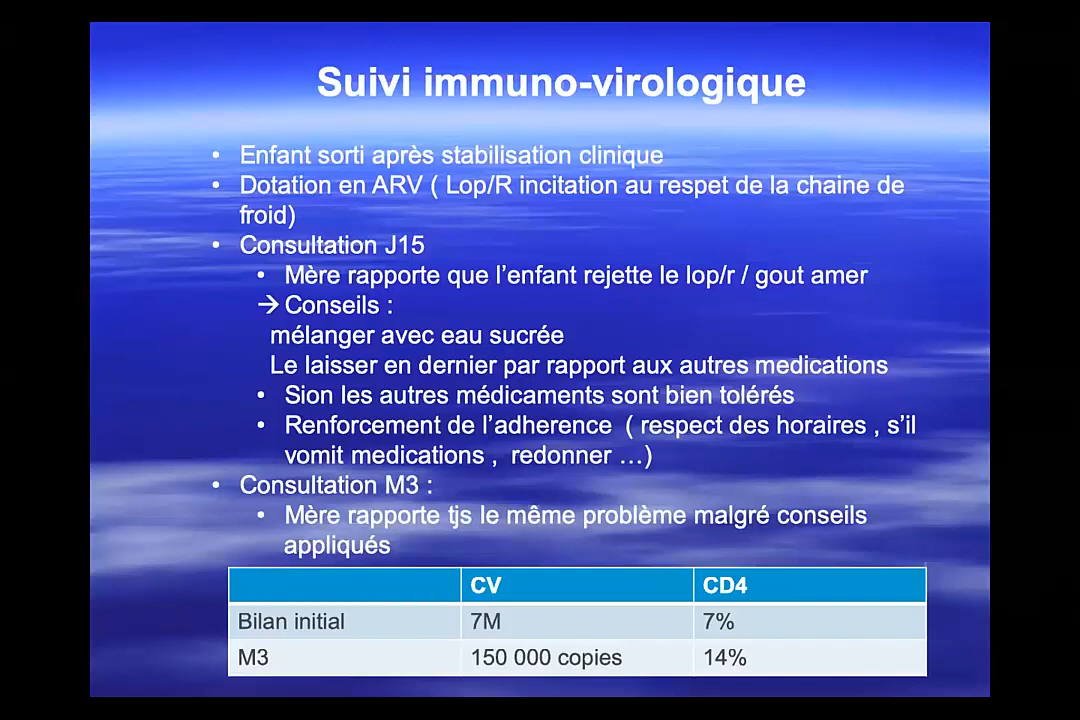 Suivi immuno-virologique
• Enfant sorti après stabilisation clinique
• Dotation en ARV ( Lop/R incitation au respet de la chaine de
froid)
• Consultation J15
• Mère rapporte que l'enfant rejette le lop/r / gout amer
→ Conseils :
mélanger avec eau sucrée
Le laisser en dernier par rapport aux autres medications
• Sion les autres médicaments sont bien tolérés
• Renforcement de l'adherence ( respect des horaires , s'il
vomit medications , redonner …)
• Consultation M3 :
• Mère rapporte tjs le même problème malgré conseils
appliqués
CV CD4
Bilan initial 7M 7%
M3 150 000 copies 14%